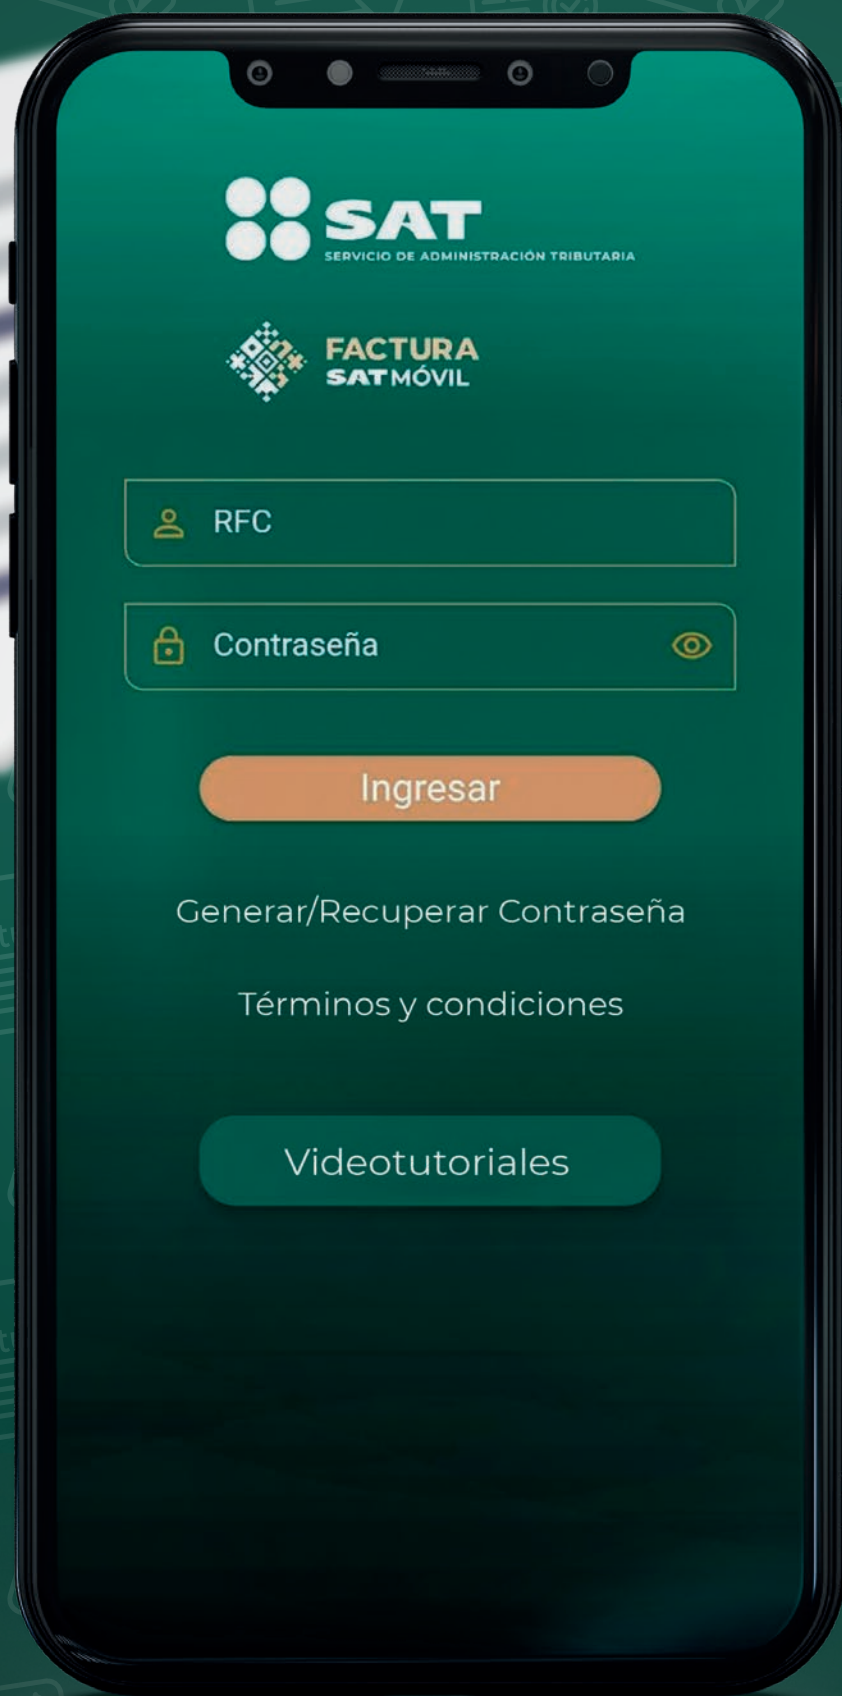 SAT
SERVICIO DE ADMINISTRACIÓN TRIBUTARIA
FACTURA
SAT MÓVIL
RFC
Contraseña
Ingresar
Generar/Recuperar Contraseña
Términos y condiciones
Videotutoriales